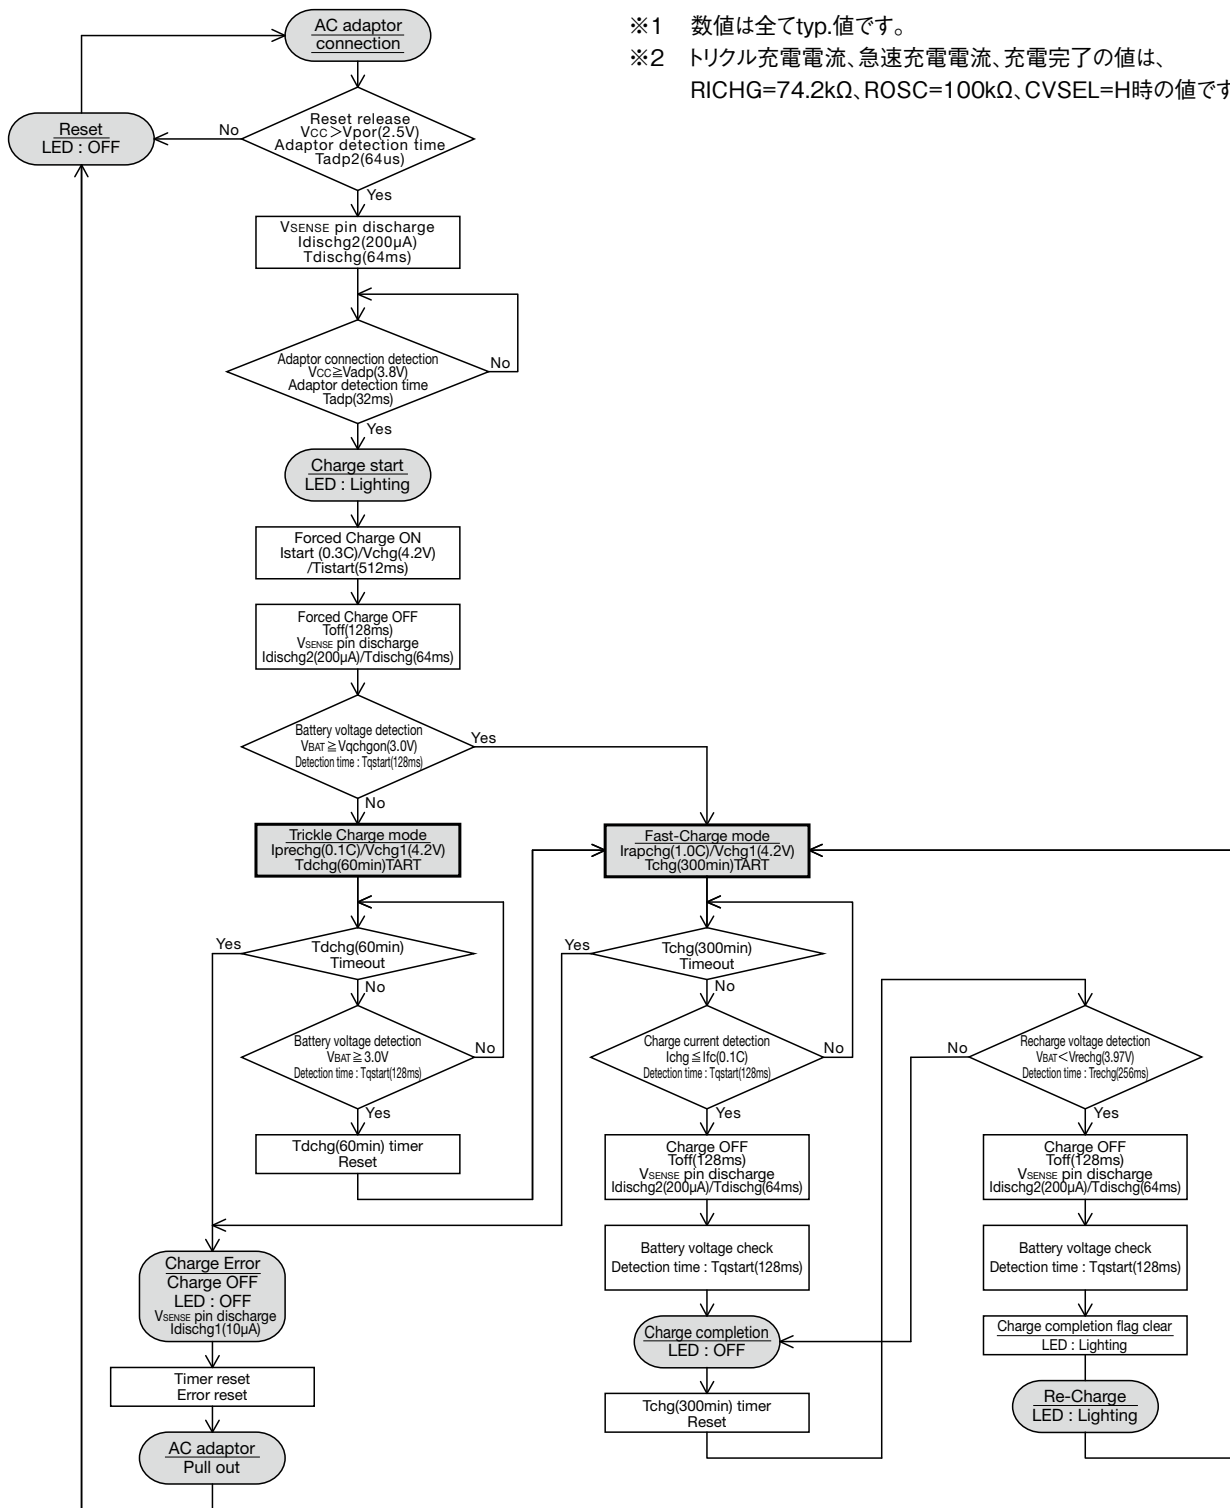 ※1 数値は全てtyp.値です。
※2 トリクル充電電流、急速充電電流、充電完了の値は、
RICHG=74.2kΩ、ROSC=100kΩ、CVSEL=H時の値です
AC adaptor
connection
Reset
LED : OFF
No
Reset release
VCC>Vpor(2.5V)
Adaptor detection time
Tadp2(64us)
Yes
VSENSE pin discharge
Idischg2(200μA)
Tdischg(64ms)
Adaptor connection detection
VCC≧Vadp(3.8V)
Adaptor detection time
Tadp(32ms)
No
Yes
Charge start
LED : Lighting
Forced Charge ON
Istart (0.3C)/Vchg(4.2V)
/Tistart(512ms)
Forced Charge OFF
Toff(128ms)
VSENSE pin discharge
Idischg2(200μA)/Tdischg(64ms)
Battery voltage detection
VBAT≧Vqchgon(3.0V)
Detection time : Tqstart(128ms)
Yes
No
Trickle Charge mode
Iprechg(0.1C)/Vchg1(4.2V)
Tdchg(60min)TART
Fast-Charge mode
Irapchg(1.0C)/Vchg1(4.2V)
Tchg(300min)TART
Yes
Tdchg(60min)
Timeout
No
Yes
Tchg(300min)
Timeout
No
Battery voltage detection
VBAT≧3.0V
Detection time : Tqstart(128ms)
No
Yes
Charge current detection
Ichg≦Ifc(0.1C)
Detection time : Tqstart(128ms)
No
Yes
No
Recharge voltage detection
VBAT<Vrechg(3.97V)
Detection time : Trechg(256ms)
Yes
Tdchg(60min) timer
Reset
Charge OFF
Toff(128ms)
VSENSE pin discharge
Idischg2(200μA)/Tdischg(64ms)
Charge OFF
Toff(128ms)
VSENSE pin discharge
Idischg2(200μA)/Tdischg(64ms)
Charge Error
Charge OFF
LED : OFF
VSENSE pin discharge
Idischg1(10μA)
Battery voltage check
Detection time : Tqstart(128ms)
Battery voltage check
Detection time : Tqstart(128ms)
Charge completion
LED : OFF
Charge completion flag clear
LED : Lighting
Timer reset
Error reset
Tchg(300min) timer
Reset
Re-Charge
LED : Lighting
AC adaptor
Pull out